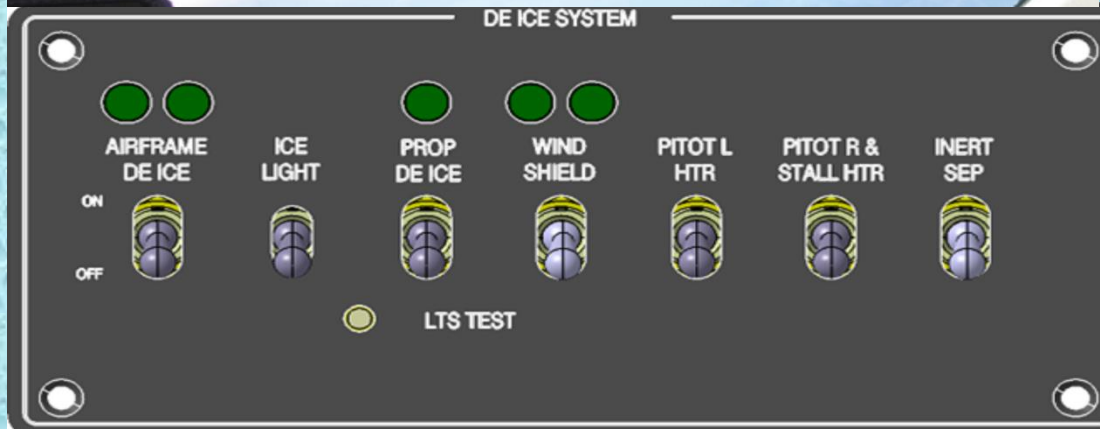 DE ICE SYSTEM
AIRFRAME
DE ICE
ICE
LIGHT
PROP
DE ICE
WIND
SHIELD
PITOT L
HTR
PITOT R &
STALL HTR
INERT
SEP
ON
OFF
LTS TEST